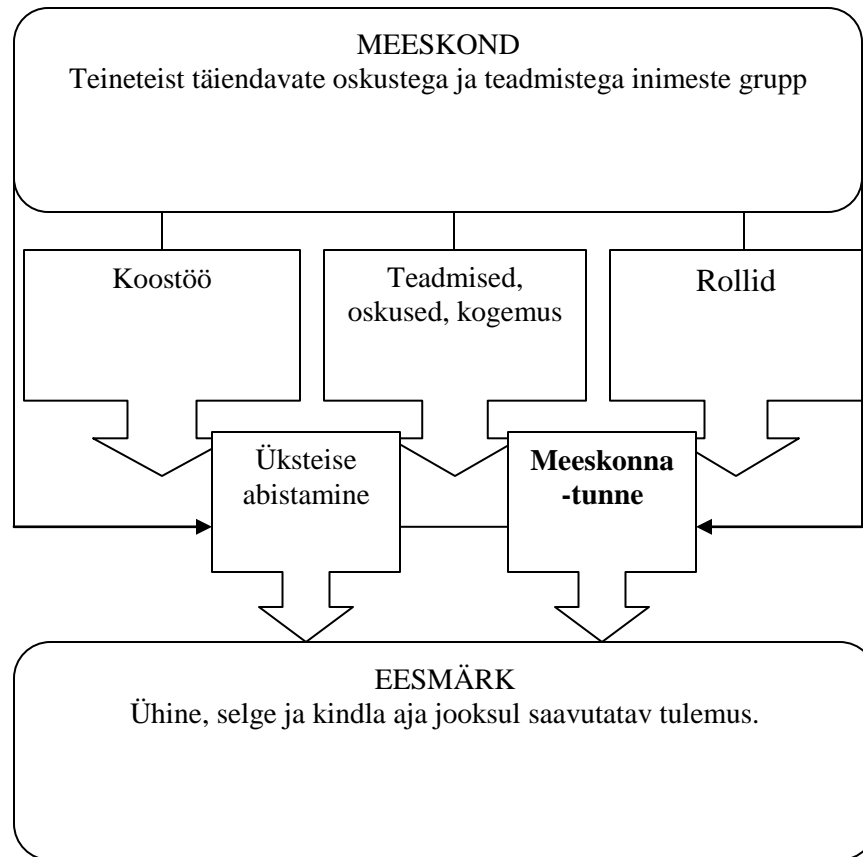 MEESKOND
Teineteist täiendavate oskustega ja teadmistega inimeste grupp
Koostöö
Teadmised,
oskused, kogemus
Rollid
Üksteise
abistamine
Meeskonna
-tunne
EESMÄRK
Ühine, selge ja kindla aja jooksul saavutatav tulemus.